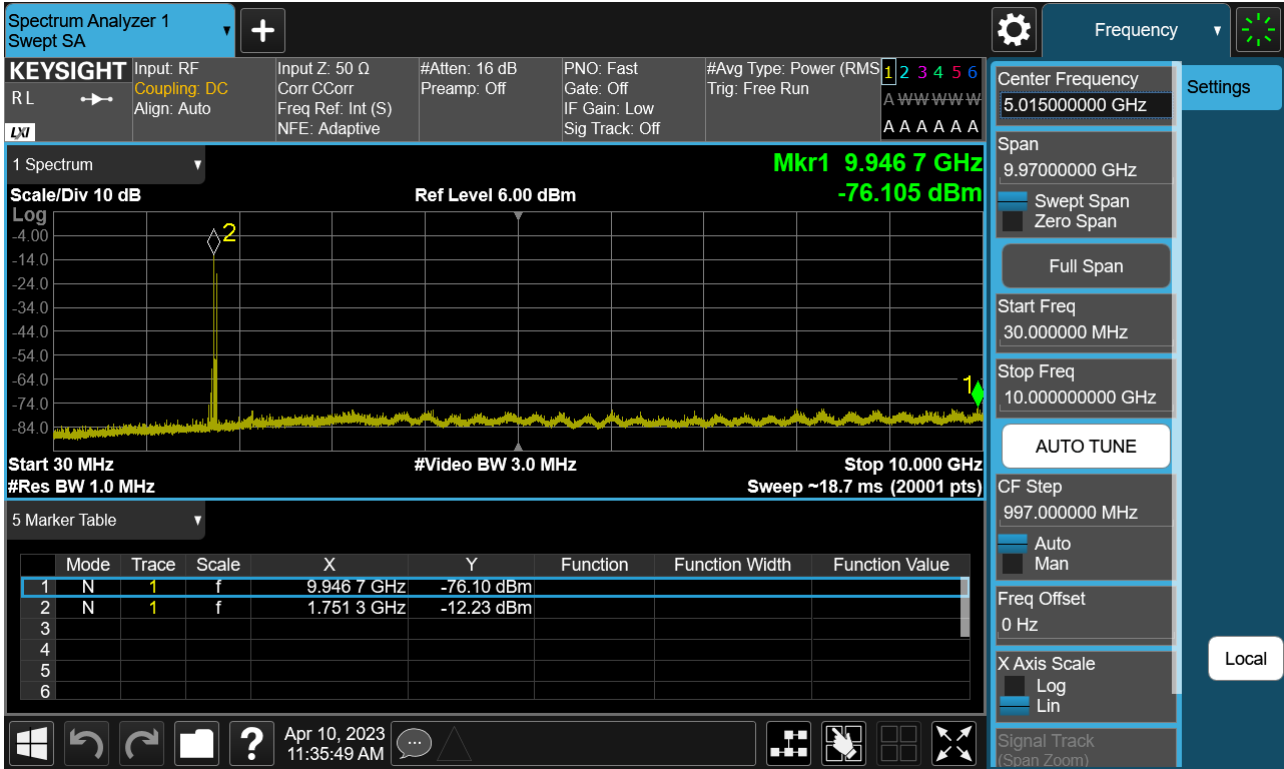 Spectrum Analyzer 1
Swept SA
Frequency
KEYSIGHT
R L
LXI
Input: RF
Coupling: DC
Align: Auto
Input Z: 50 Ω
Corr CCorr
Freq Ref: Int (S)
NFE: Adaptive
#Atten: 16 dB
Preamp: Off
PNO: Fast
Gate: Off
IF Gain: Low
Sig Track: Off
#Avg Type: Power (RMS
Trig: Free Run
1 2 3 4 5 6
A W W W W W
A A A A A A
1 Spectrum
Mkr1 9.946 7 GHz
-76.105 dBm
Scale/Div 10 dB
Ref Level 6.00 dBm
Log
-4.00
-14.0
-24.0
-34.0
-44.0
-54.0
-64.0
-74.0
-84.0
2
1
Start 30 MHz
#Video BW 3.0 MHz
Stop 10.000 GHz
#Res BW 1.0 MHz
Sweep ~18.7 ms (20001 pts)
5 Marker Table
Mode Trace Scale X Y Function Function Width Function Value
1 N 1 f 9.946 7 GHz -76.10 dBm
2 N 1 f 1.751 3 GHz -12.23 dBm
3
4
5
6
?
Apr 10, 2023
11:35:49 AM
Center Frequency
5.015000000 GHz
Settings
Span
9.97000000 GHz
Swept Span
Zero Span
Full Span
Start Freq
30.000000 MHz
Stop Freq
10.000000000 GHz
AUTO TUNE
CF Step
997.000000 MHz
Auto
Man
Freq Offset
0 Hz
X Axis Scale
Log
Lin
Local
Signal Track
(Span Zoom)